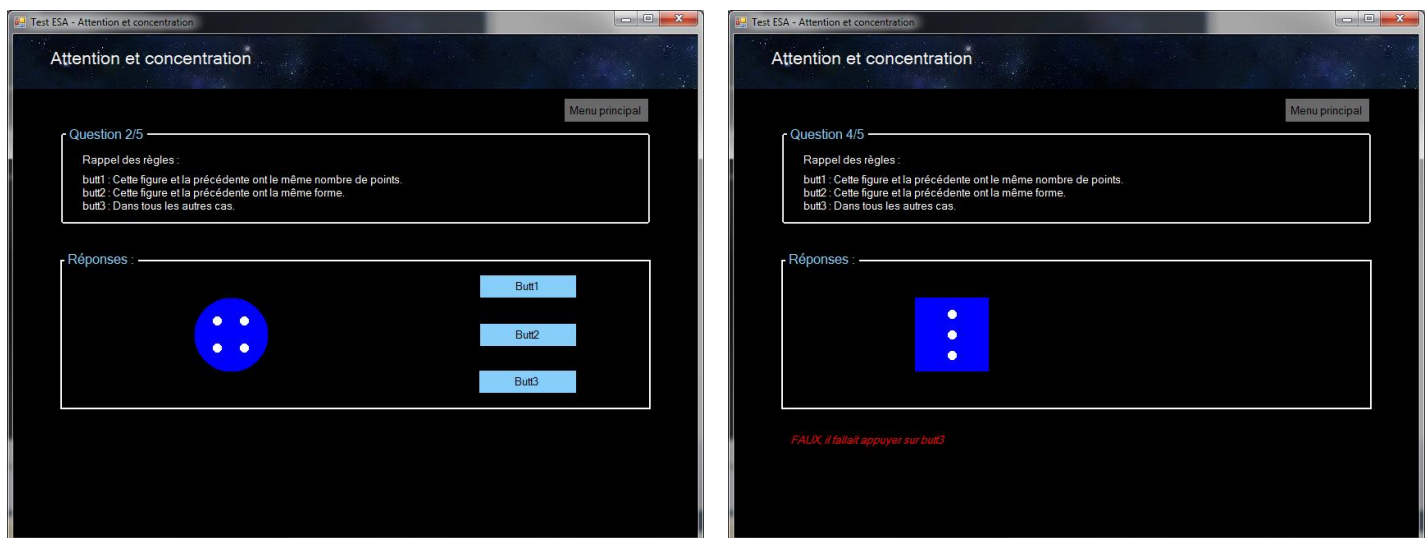 Test ESA - Attention et concentration
Attention et concentration
Menu principal
Question 2/5
Rappel des règles :
butt1 : Cette figure et la précédente ont le même nombre de points.
butt2 : Cette figure et la précédente ont la même forme.
butt3 : Dans tous les autres cas.
Réponses :
Butt1
Butt2
Butt3
Test ESA - Attention et concentration
Attention et concentration
Menu principal
Question 4/5
Rappel des règles :
butt1 : Cette figure et la précédente ont le même nombre de points.
butt2 : Cette figure et la précédente ont la même forme.
butt3 : Dans tous les autres cas.
Réponses :
FAUX, il fallait appuyer sur butt3